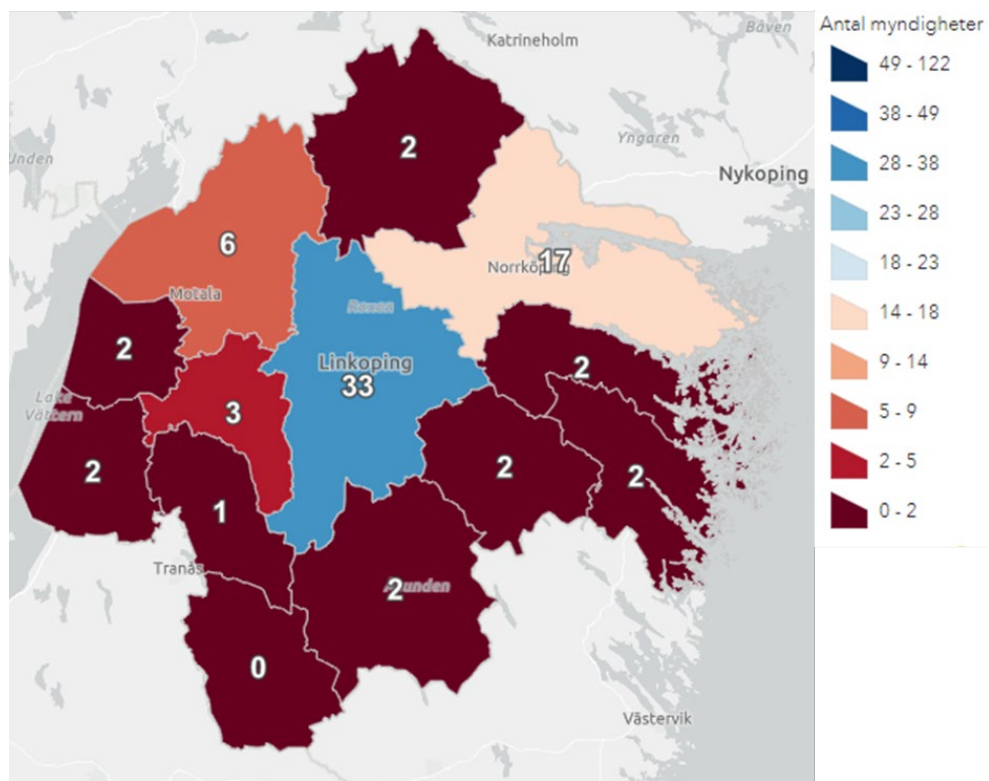 Katrineholm
Båven
Unden
Yngaren
Nykoping
2
6
Norrköping
17
Motala
Roxen
2
Linkoping
33
2
Lake
Vättern
3
2
2
2
1
Tranås
2
unden
0
Västervik
Antal myndigheter
49 - 122
38 - 49
28 - 38
23 - 28
18 - 23
14 - 18
9 - 14
5 - 9
2 - 5
0 - 2